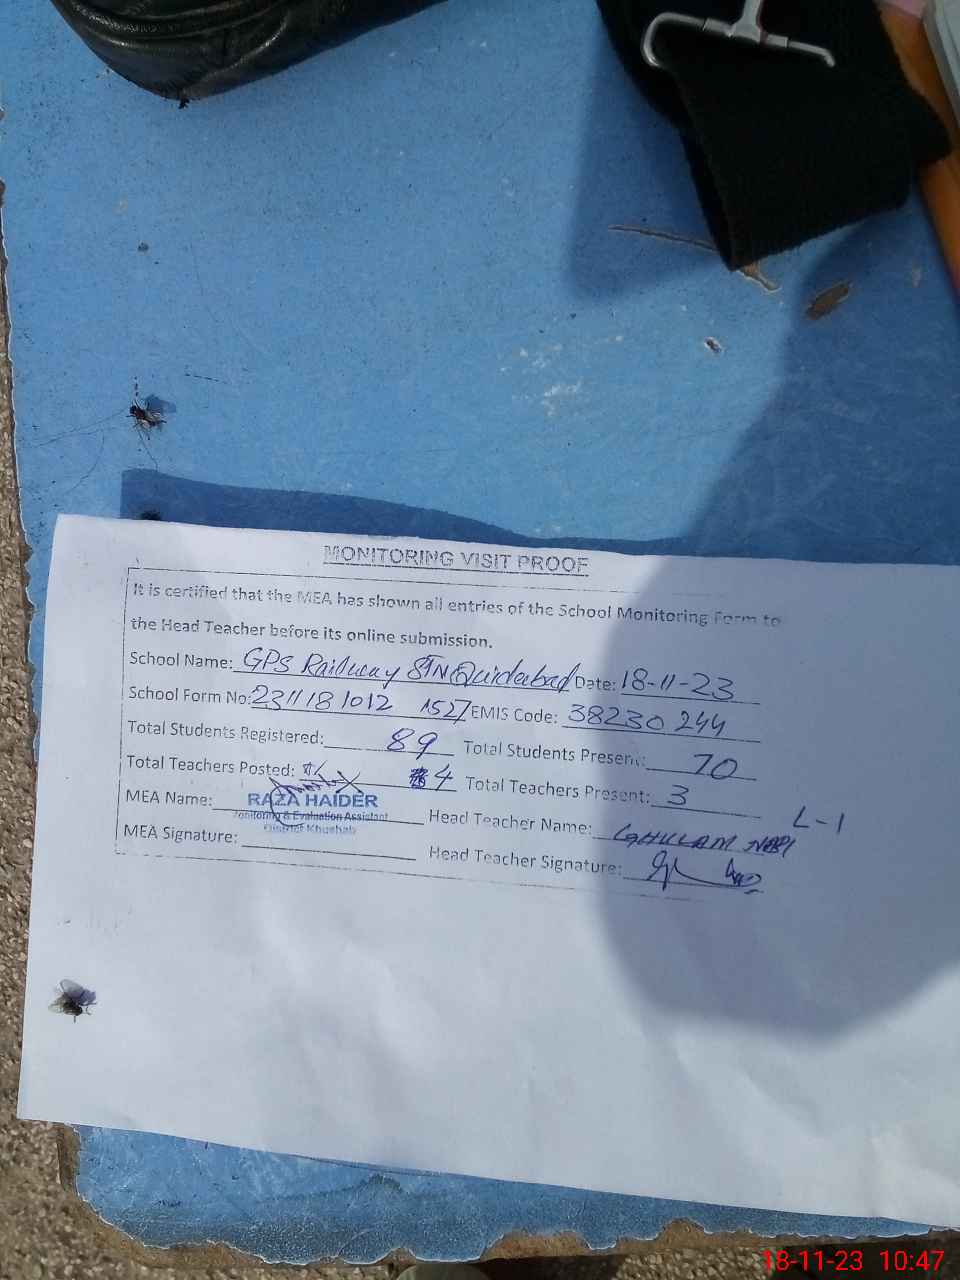 MONITORING VISIT PROOF
It is certified that the MEA has shown all entries of the School Monitoring Form to
the Head Teacher before its online submission.
School Name: GPS Railway STN Quideabad Date: 18-11-23
School Form No: 2311181012 1527 EMIS Code: 38230244
Total Students Registered: 89 Total Students Present: 70
Total Teachers Posted: 4 Total Teachers Present: 3
MEA Name: RAZA HAIDER Head Teacher Name: GHULAM NABI L-1
Monitoring & Evaluation Assistant
District Khushab
MEA Signature: Head Teacher Signature:
18-11-23 10:47